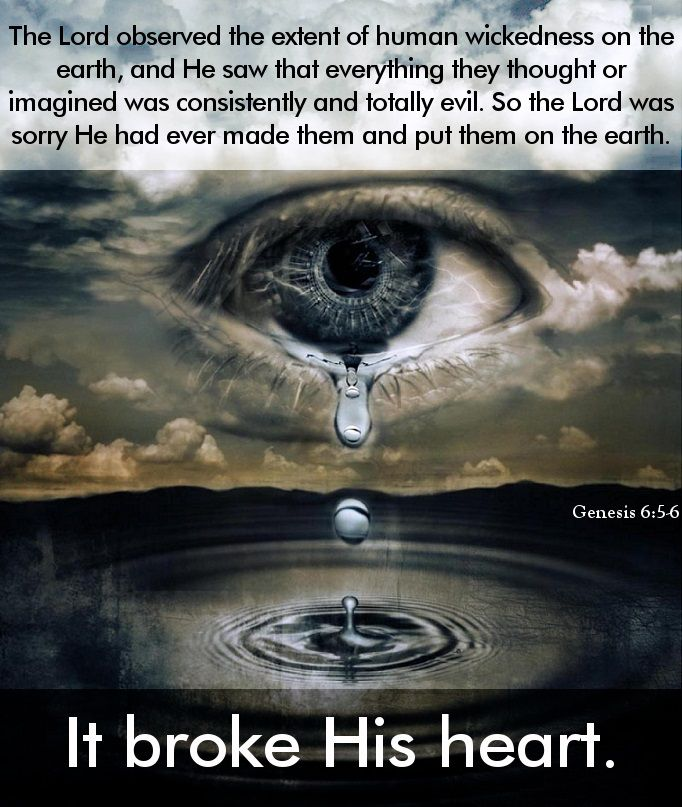 The Lord observed the extent of human wickedness on the
earth, and He saw that everything they thought or
imagined was consistently and totally evil. So the Lord was
sorry He had ever made them and put them on the earth.
Genesis 6:5-6
It broke His heart.